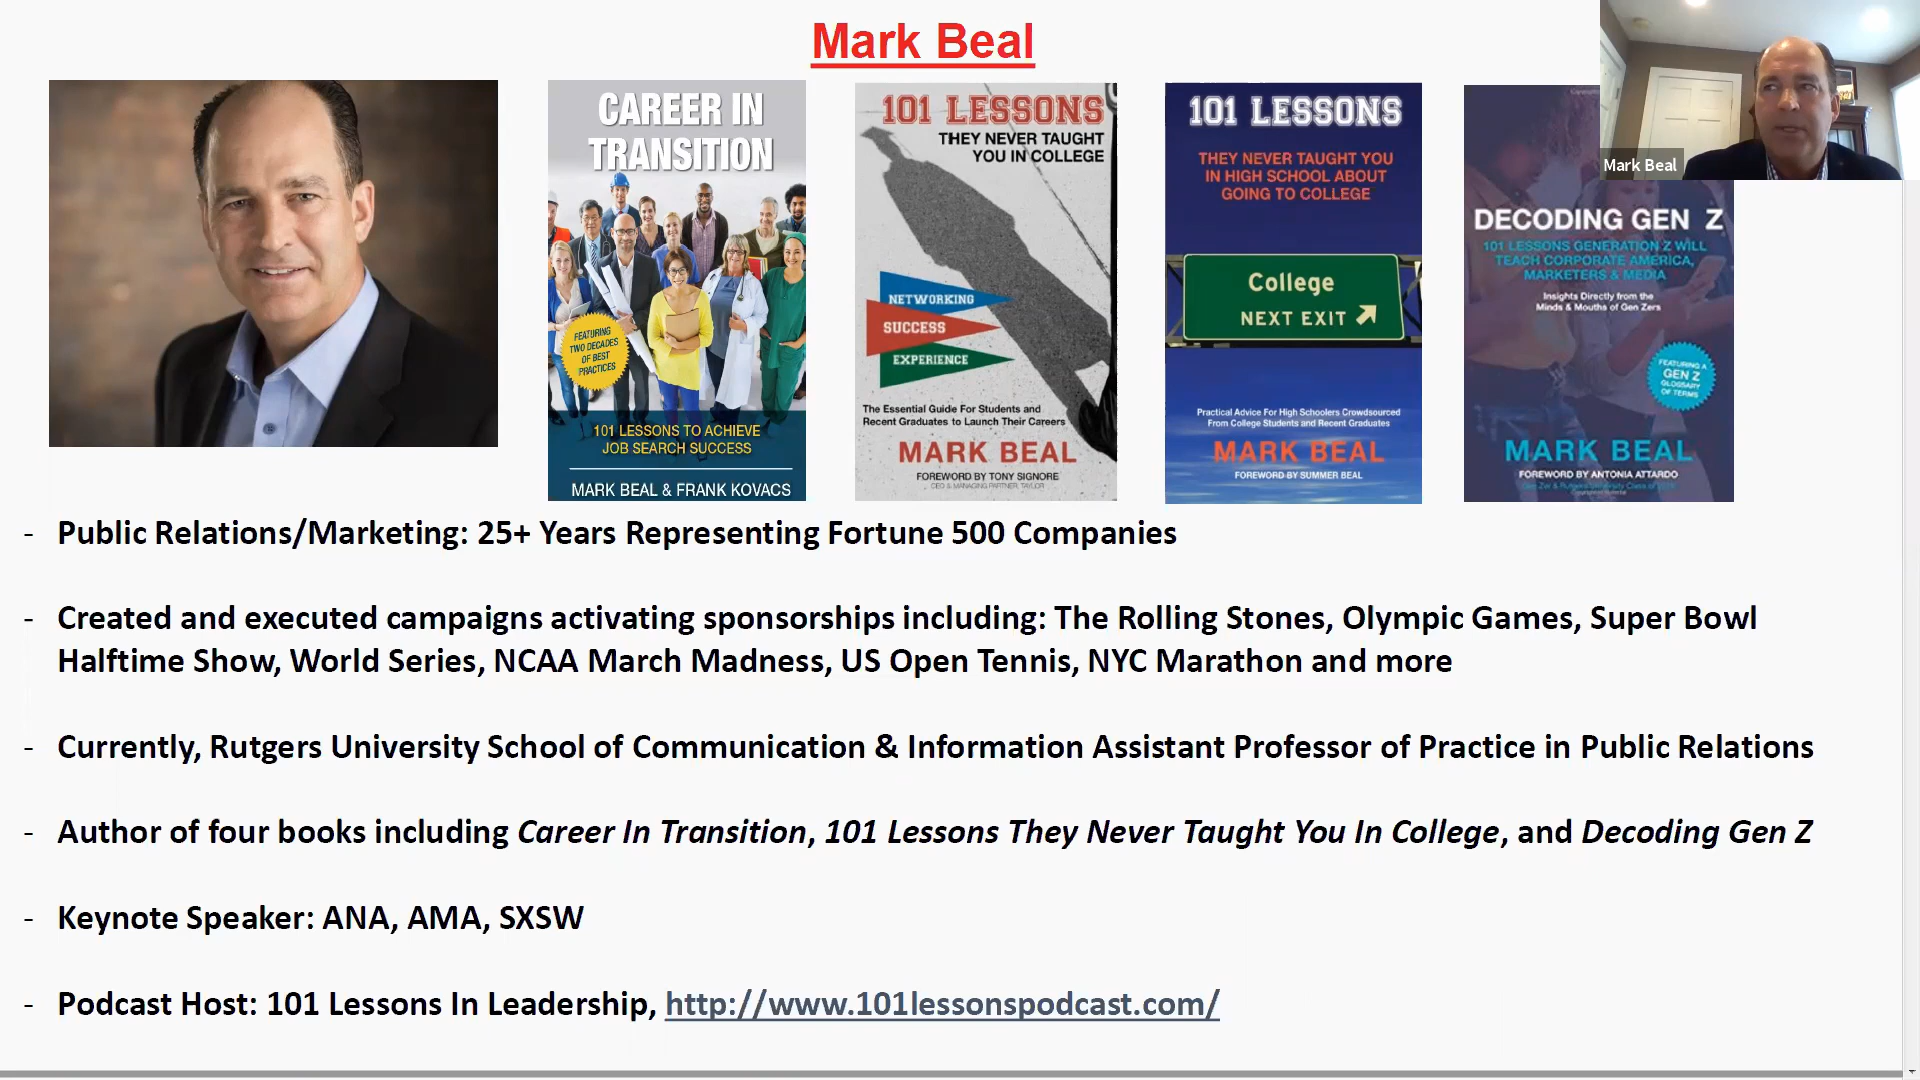 Mark Beal
Mark Beal
CAREER IN
TRANSITION
FEATURING
TWO DECADES
OF BEST
PRACTICES
101 LESSONS TO ACHIEVE
JOB SEARCH SUCCESS
MARK BEAL & FRANK KOVACS
101 LESSONS
THEY NEVER TAUGHT
YOU IN COLLEGE
NETWORKING
SUCCESS
EXPERIENCE
The Essential Guide For Students and
Recent Graduates to Launch Their Careers
MARK BEAL
FOREWORD BY TONY SIGNORE
CEO & MANAGING PARTNER, TAYLOR
101 LESSONS
THEY NEVER TAUGHT YOU
IN HIGH SCHOOL ABOUT
GOING TO COLLEGE
College
NEXT EXIT
Practical Advice For High Schoolers Crowdsourced
From College Students and Recent Graduates
MARK BEAL
FOREWORD BY SUMMER BEAL
DECODING GEN Z
101 LESSONS GENERATION Z WILL
TEACH CORPORATE AMERICA,
MARKETERS & MEDIA
Insights Directly from the
Minds & Mouths of Gen Zers
FEATURING A
GEN Z
GLOSSARY
OF TERMS
MARK BEAL
FOREWORD BY ANTONIA ATTARDO
- Public Relations/Marketing: 25+ Years Representing Fortune 500 Companies
- Created and executed campaigns activating sponsorships including: The Rolling Stones, Olympic Games, Super Bowl
Halftime Show, World Series, NCAA March Madness, US Open Tennis, NYC Marathon and more
- Currently, Rutgers University School of Communication & Information Assistant Professor of Practice in Public Relations
- Author of four books including Career In Transition, 101 Lessons They Never Taught You In College, and Decoding Gen Z
- Keynote Speaker: ANA, AMA, SXSW
- Podcast Host: 101 Lessons In Leadership, http://www.101lessonspodcast.com/